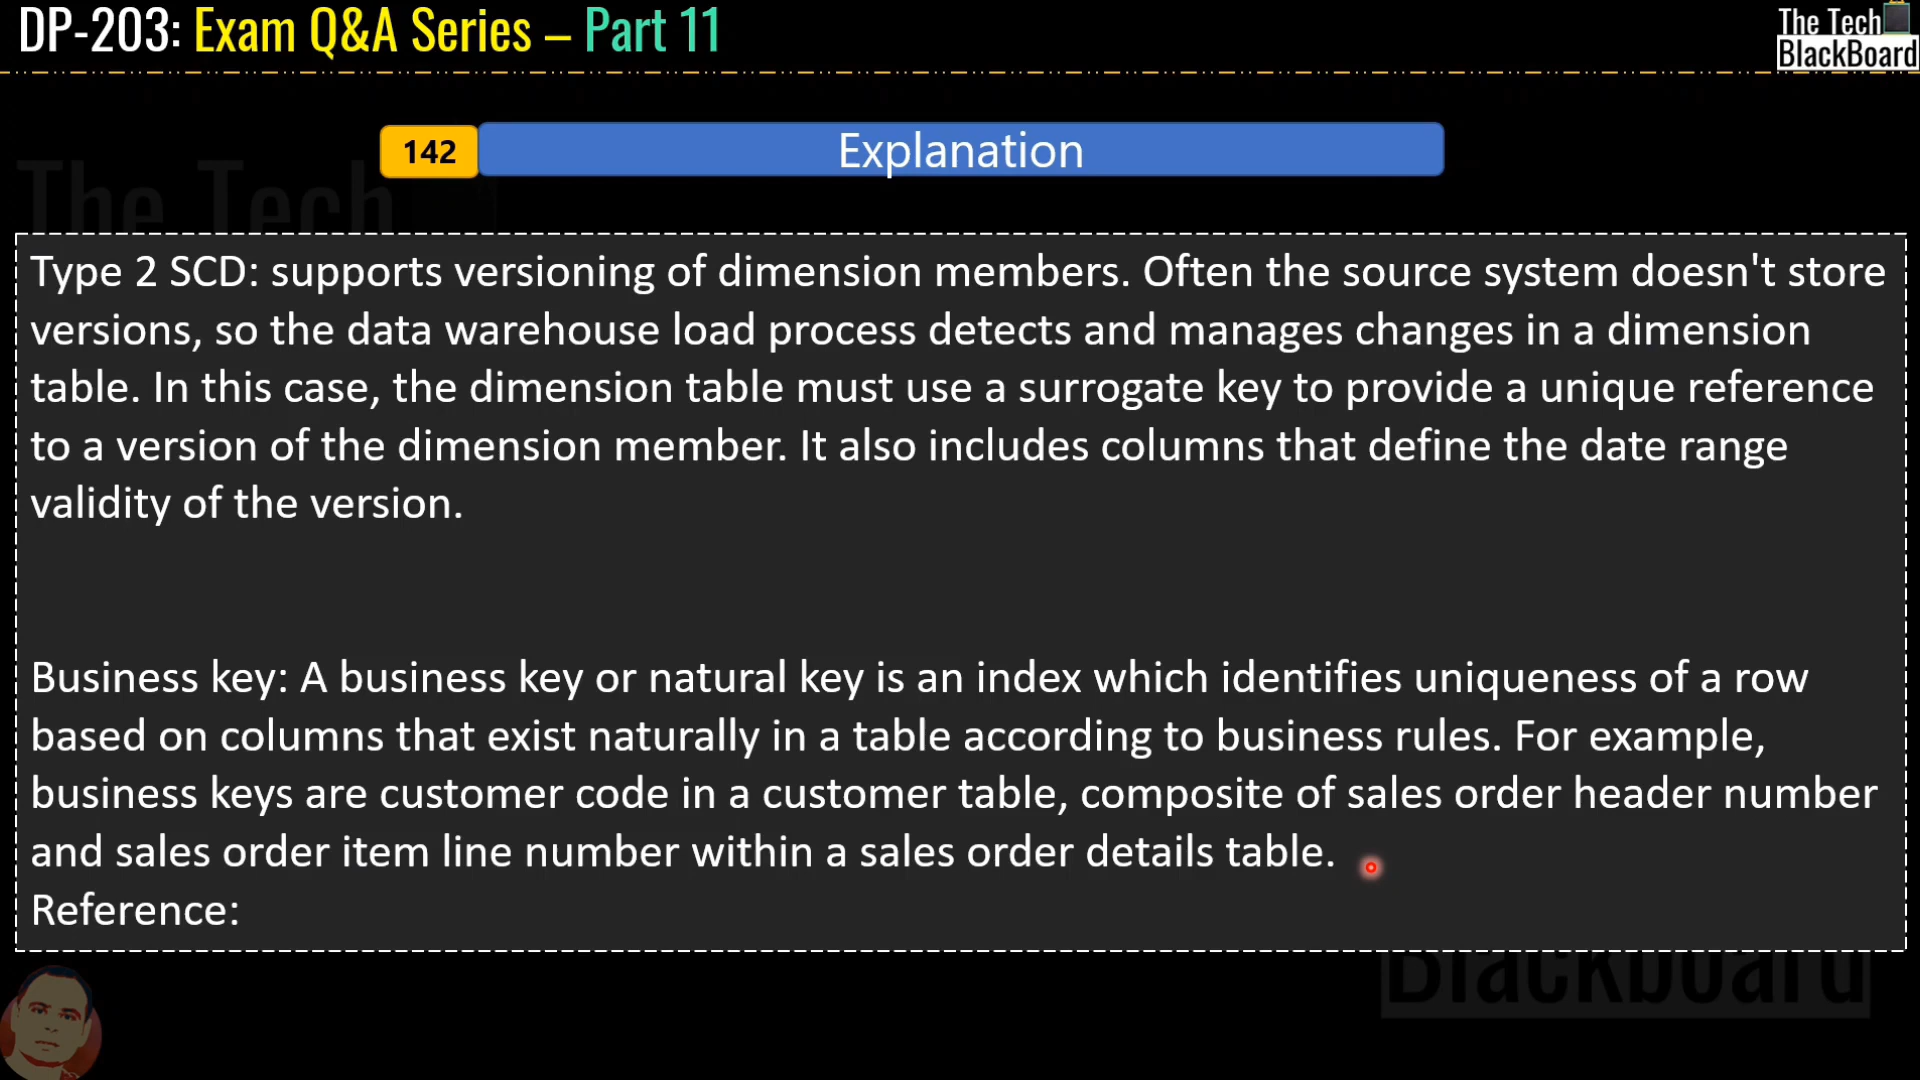 DP-203: Exam Q&A Series – Part 11
The Tech
BlackBoard
142
Explanation
The Tech
Type 2 SCD: supports versioning of dimension members. Often the source system doesn't store
versions, so the data warehouse load process detects and manages changes in a dimension
table. In this case, the dimension table must use a surrogate key to provide a unique reference
to a version of the dimension member. It also includes columns that define the date range
validity of the version.
Business key: A business key or natural key is an index which identifies uniqueness of a row
based on columns that exist naturally in a table according to business rules. For example,
business keys are customer code in a customer table, composite of sales order header number
and sales order item line number within a sales order details table.
Reference:
Blackboard